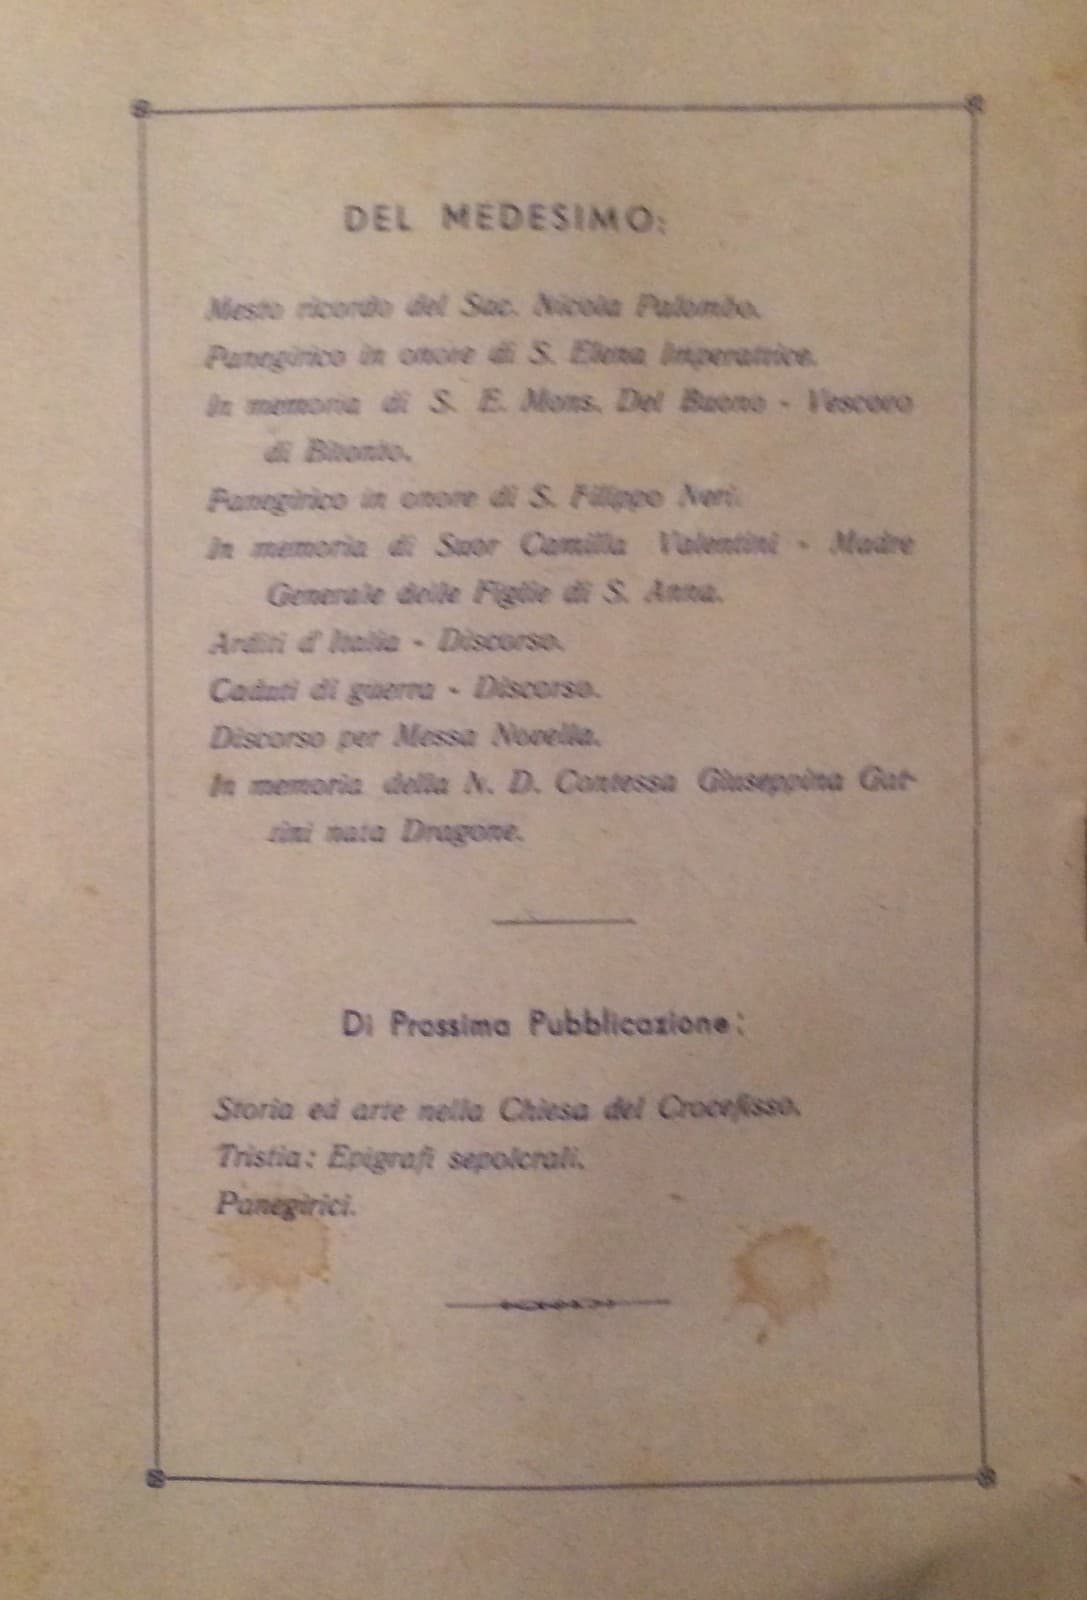 DEL MEDESIMO:
Mesto ricordo del Sac. Nicola Palombo.
Panegirico in onore di S. Elena Imperatrice.
In memoria di S. E. Mons. Del Buono - Vescovo
di Bitonto.
Panegirico in onore di S. Filippo Neri.
In memoria di Suor Camilla Valentini - Madre
Generale delle Figlie di S. Anna.
Arditi d'Italia - Discorso.
Caduti di guerra - Discorso.
Discorso per Messa Novella.
In memoria della N. D. Contessa Giuseppina Gat-
rini nata Dragone.
Di Prossima Pubblicazione:
Storia ed arte nella Chiesa del Crocefisso.
Tristia: Epigrafi sepolcrali.
Panegirici.